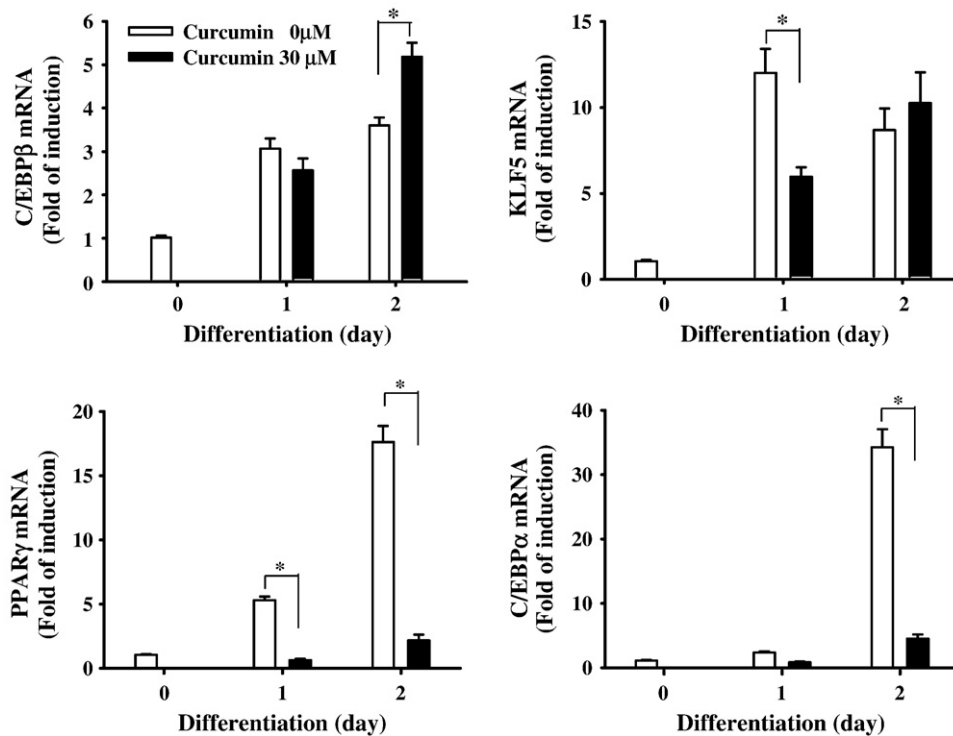 C/EBPβ mRNA
(Fold of induction)
6
5
4
3
2
1
0
Curcumin 0μM
Curcumin 30 μM
*
0 1 2
Differentiation (day)
KLF5 mRNA
(Fold of induction)
15
10
5
0
*
0 1 2
Differentiation (day)
PPARγ mRNA
(Fold of induction)
20
15
10
5
0
*
*
0 1 2
Differentiation (day)
C/EBPα mRNA
(Fold of induction)
40
30
20
10
0
*
0 1 2
Differentiation (day)